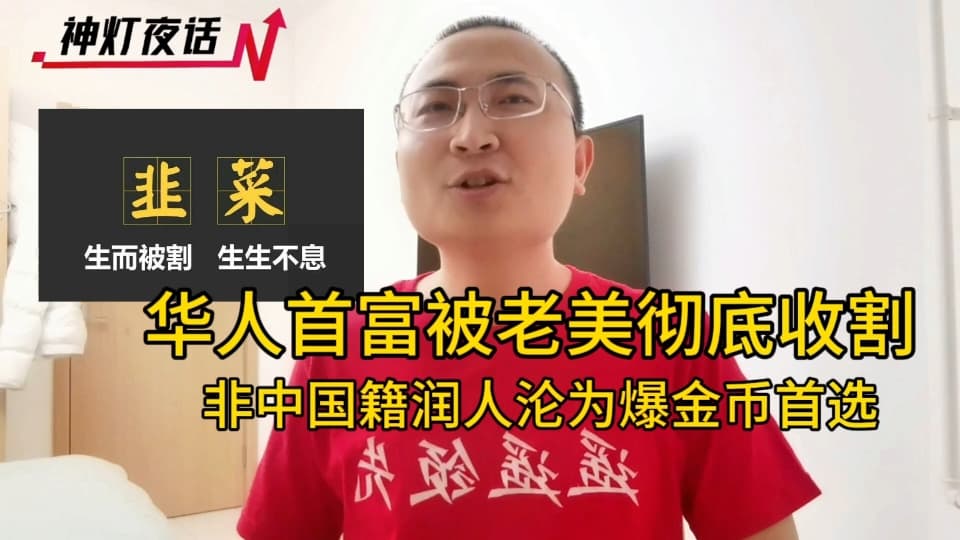 神灯夜话
N
韭菜
生而被割 生生不息
华人首富被老美彻底收割
非中国籍润人沦为爆金币首选
遥遥领先